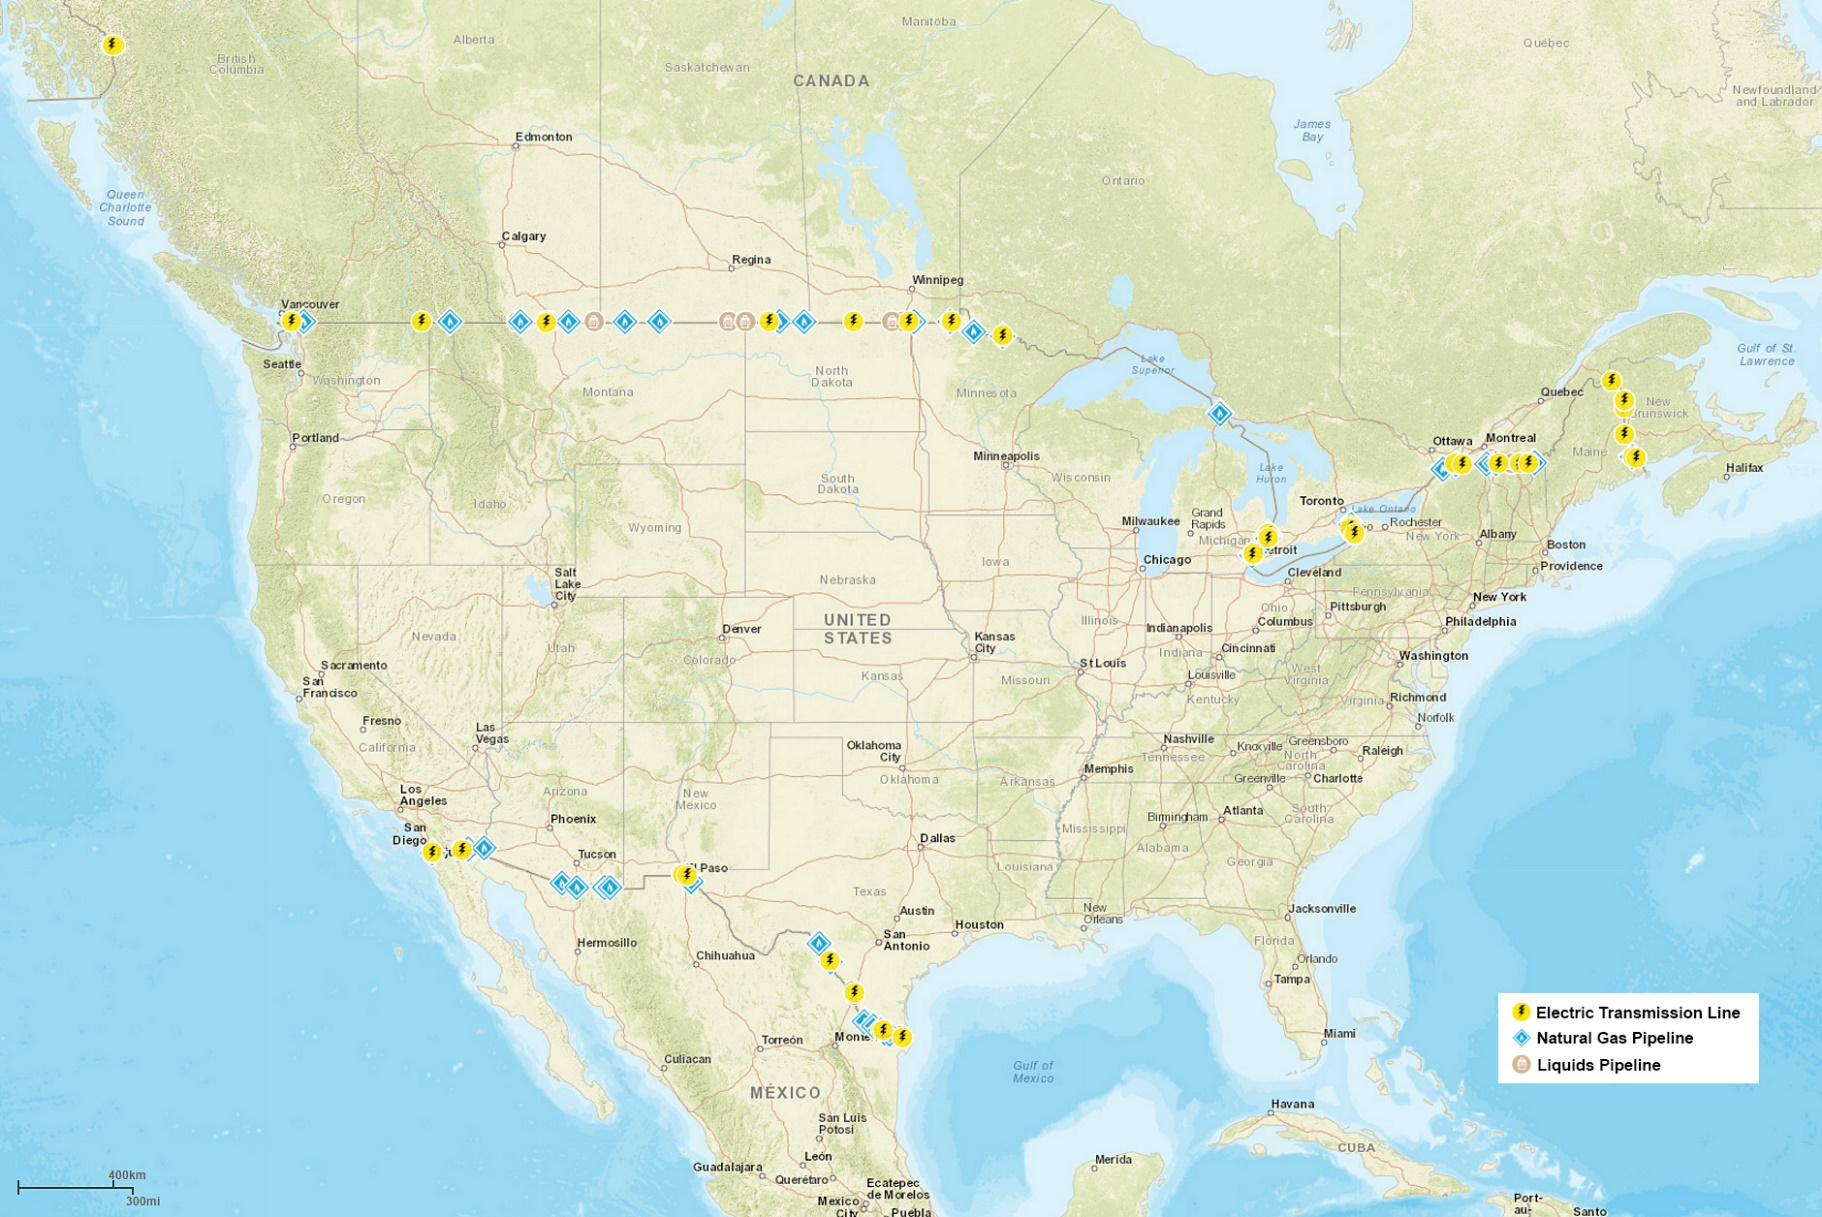 Manitoba
Québec
Alberta
British
Columbia
Saskatchewan
CANADA
Newfoundland
and Labrador
James
Bay
Edmonton
Ontario
Queen
Charlotte
Sound
Calgary
Regina
Winnipeg
Vancouver
Gulf of St.
Lawrence
Seattle
Washington
Lake
Superior
North
Dakota
Montana
Minnesota
Quebec
New
Brunswick
Portland
Ottawa
Montreal
Maine
Minneapolis
Wisconsin
Lake
Huron
Halifax
South
Dakota
Oregon
Idaho
Toronto
Lake Ontario
Wyoming
Milwaukee
Grand
Rapids
Michigan
Rochester
New York
Albany
Boston
etroit
Chicago
Iowa
Providence
Cleveland
Salt
Lake
City
Nebraska
Pennsylvania
New York
Pittsburgh
Ohio
Columbus
Philadelphia
UNITED
STATES
Illinois
Indianapolis
Denver
Nevada
Kansas
City
Utah
Colorado
Indiana
Cincinnati
Washington
St Louis
Sacramento
San
Francisco
Kansas
Missouri
Louisville
West
Virginia
Kentucky
Virginia
Richmond
Norfolk
Fresno
Las
Vegas
California
Oklahoma
City
Nashville
Knoxville
Greensboro
Raleigh
Tennessee
North
Carolina
Memphis
Oklahoma
Arkansas
Greenville
Charlotte
Los
Angeles
Arizona
New
Mexico
Phoenix
San
Diego
Birmingham
Atlanta
South
Carolina
Mississippi
Dallas
Alabama
Tucson
Georgia
Louisiana
l Paso
Texas
Austin
New
Orleans
Jacksonville
Houston
San
Antonio
Hermosillo
Chihuahua
Florida
Orlando
Tampa
Electric Transmission Line
Natural Gas Pipeline
Liquids Pipeline
Monte
Torreón
Miami
Culiacan
Gulf of
Mexico
MÉXICO
Havana
San Luis
Potosi
CUBA
León
Merida
Guadalajara
Querétaro
400km
300mi
Ecatepec
de Morelos
Mexico
City
Puebla
Port-
au-
Santo